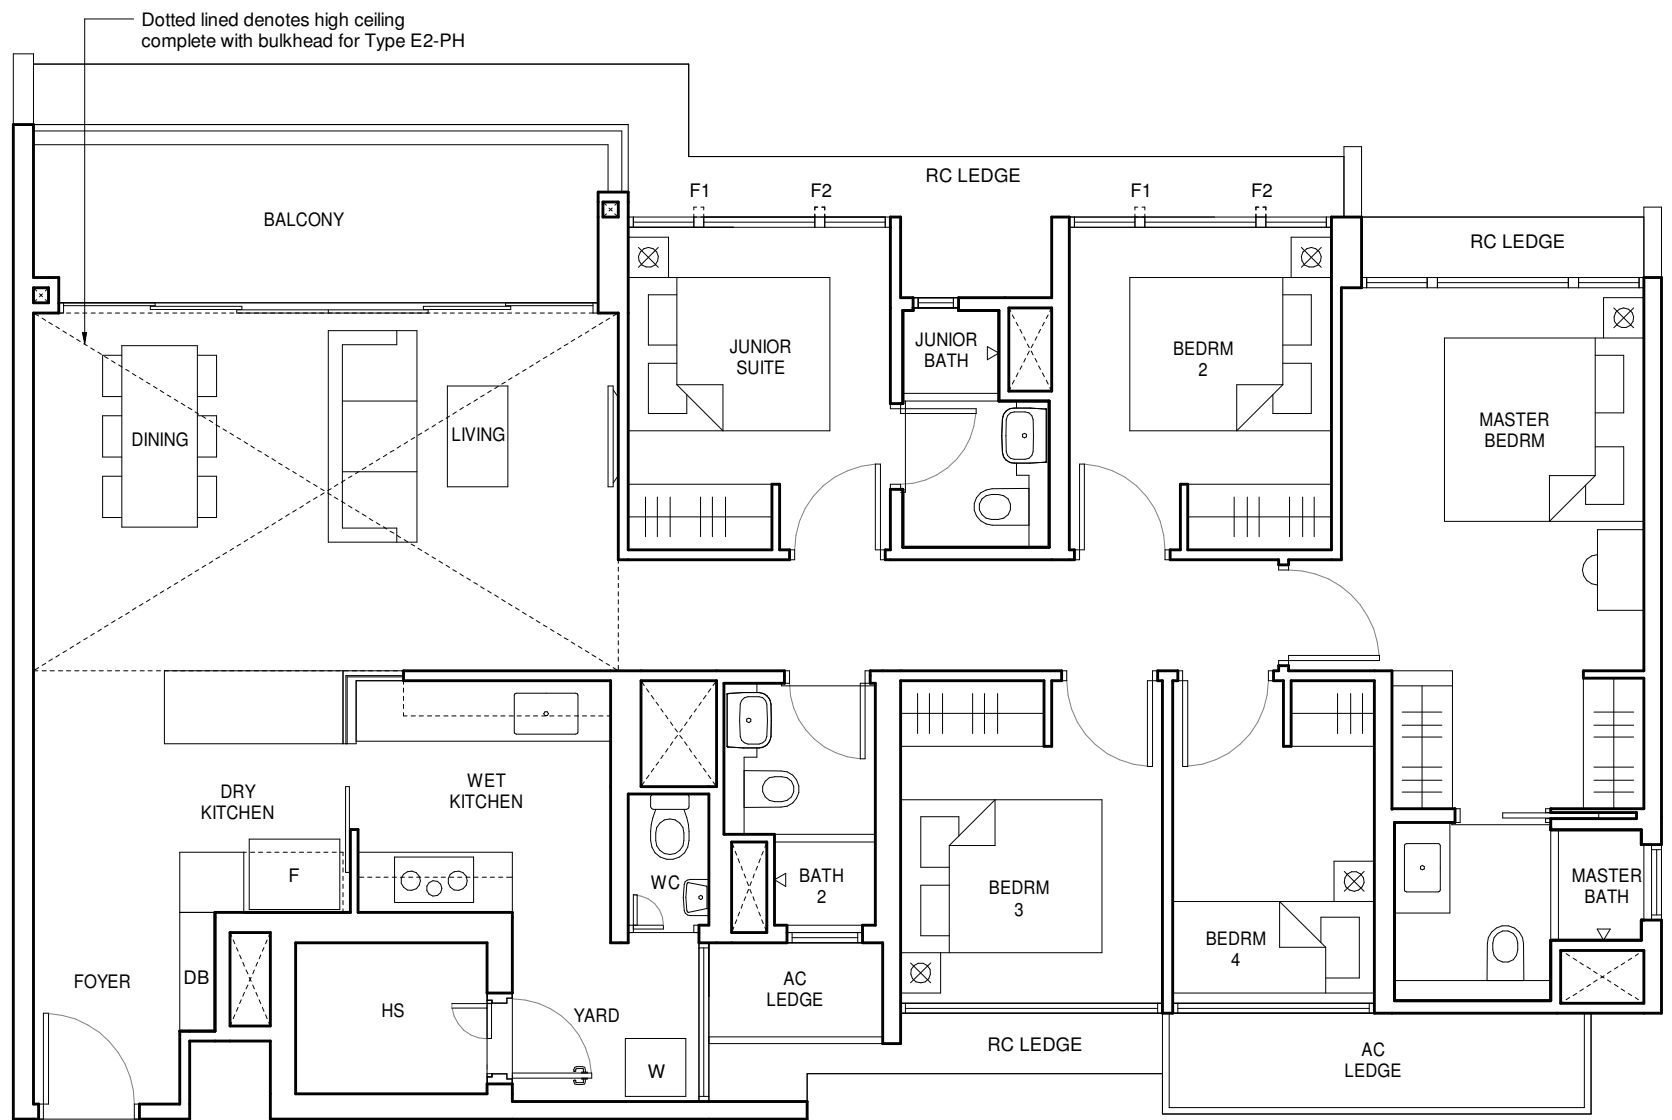 Dotted lined denotes high ceiling
complete with bulkhead for Type E2-PH
RC LEDGE
F1
F2
F1
F2
BALCONY
RC LEDGE
JUNIOR
SUITE
JUNIOR
BATH
BEDRM
2
DINING
LIVING
MASTER
BEDRM
DRY
KITCHEN
WET
KITCHEN
F
WC
BATH
2
BEDRM
3
MASTER
BATH
BEDRM
4
FOYER
DB
HS
YARD
AC
LEDGE
W
RC LEDGE
AC
LEDGE